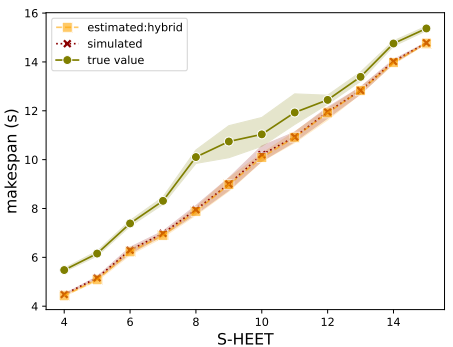 estimated:hybrid
simulated
true value
16
14
12
10
8
6
4
makespan (s)
4 6 8 10 12 14
S-HEET